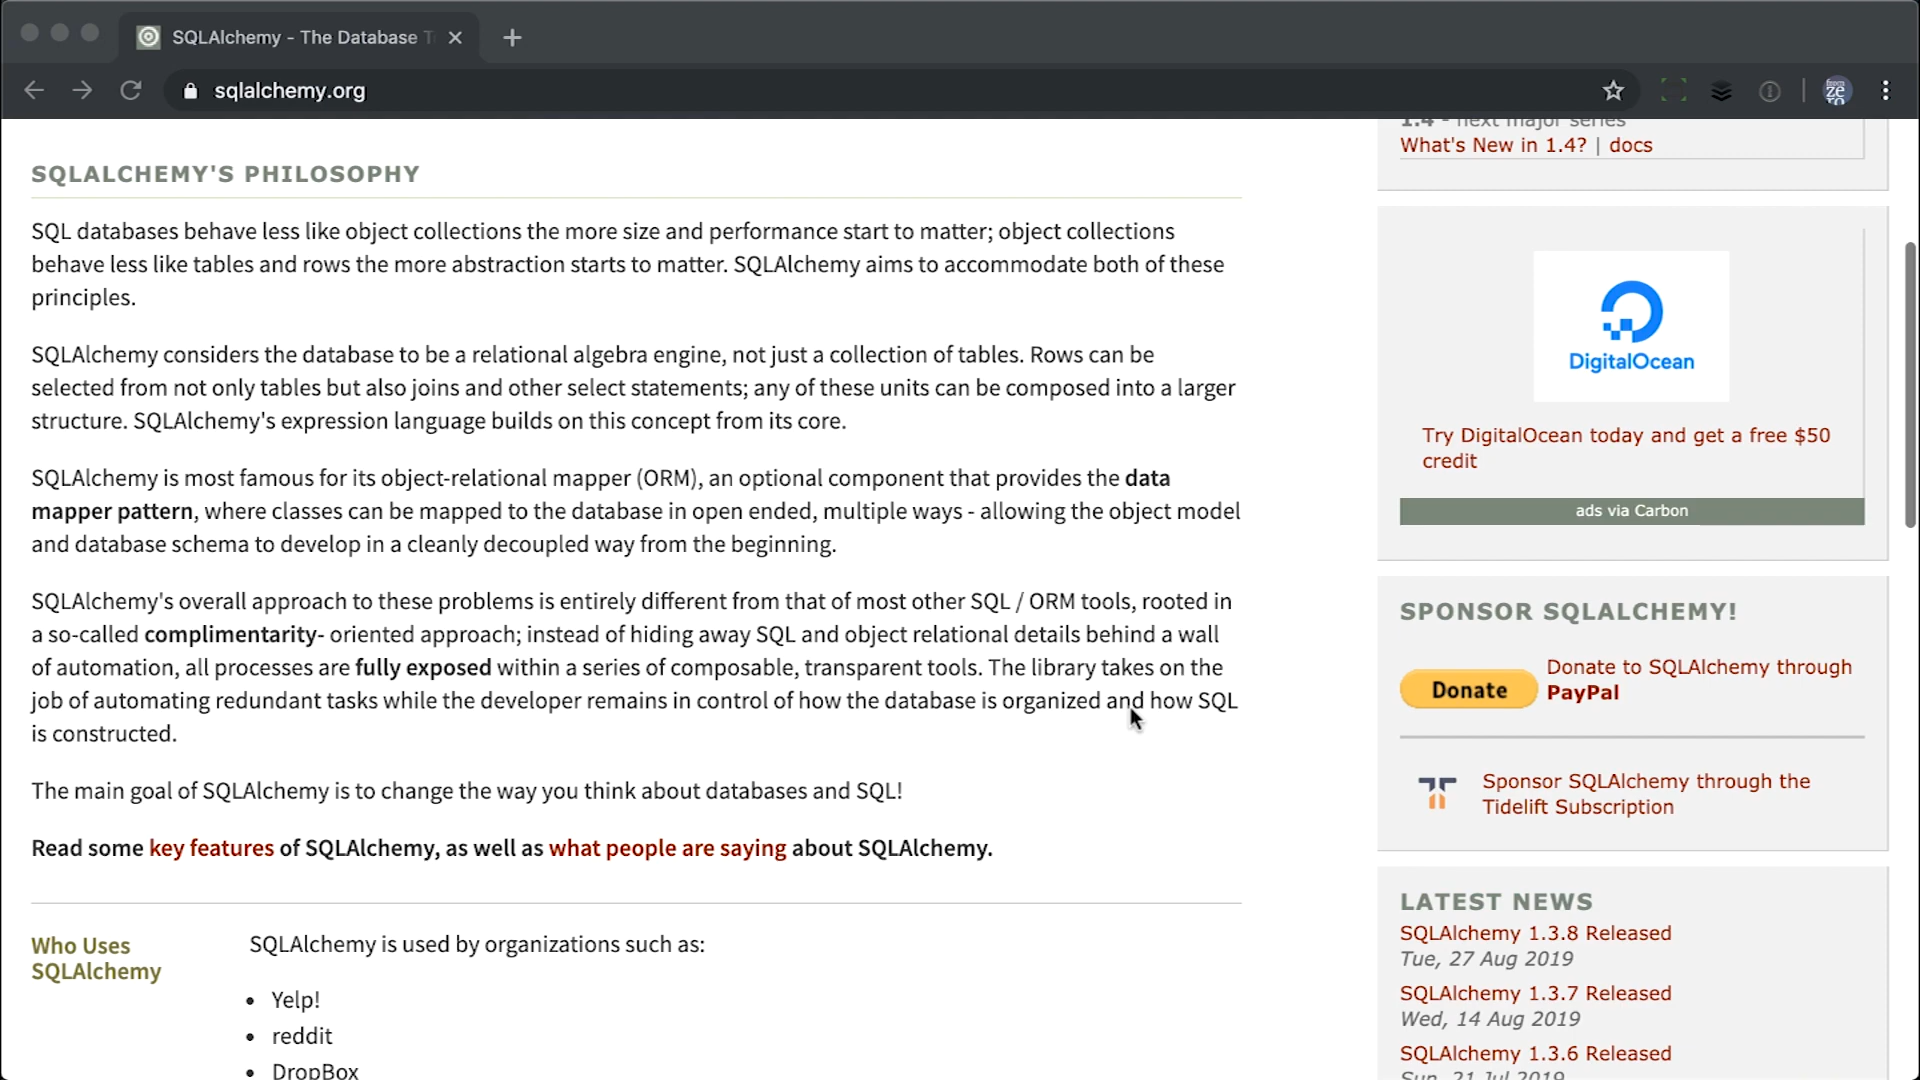 SQLAlchemy - The Database T
sqlalchemy.org
SQLALCHEMY'S PHILOSOPHY
SQL databases behave less like object collections the more size and performance start to matter; object collections
behave less like tables and rows the more abstraction starts to matter. SQLAlchemy aims to accommodate both of these
principles.
SQLAlchemy considers the database to be a relational algebra engine, not just a collection of tables. Rows can be
selected from not only tables but also joins and other select statements; any of these units can be composed into a larger
structure. SQLAlchemy's expression language builds on this concept from its core.
SQLAlchemy is most famous for its object-relational mapper (ORM), an optional component that provides the data
mapper pattern, where classes can be mapped to the database in open ended, multiple ways - allowing the object model
and database schema to develop in a cleanly decoupled way from the beginning.
SQLAlchemy's overall approach to these problems is entirely different from that of most other SQL / ORM tools, rooted in
a so-called complimentarity- oriented approach; instead of hiding away SQL and object relational details behind a wall
of automation, all processes are fully exposed within a series of composable, transparent tools. The library takes on the
job of automating redundant tasks while the developer remains in control of how the database is organized and how SQL
is constructed.
The main goal of SQLAlchemy is to change the way you think about databases and SQL!
Read some key features of SQLAlchemy, as well as what people are saying about SQLAlchemy.
Who Uses
SQLAlchemy
SQLAlchemy is used by organizations such as:
• Yelp!
• reddit
• DropBox
1.4 - next major series
What's New in 1.4? | docs
DigitalOcean
Try DigitalOcean today and get a free $50
credit
ads via Carbon
SPONSOR SQLALCHEMY!
Donate
Donate to SQLAlchemy through
PayPal
Sponsor SQLAlchemy through the
Tidelift Subscription
LATEST NEWS
SQLAlchemy 1.3.8 Released
Tue, 27 Aug 2019
SQLAlchemy 1.3.7 Released
Wed, 14 Aug 2019
SQLAlchemy 1.3.6 Released
Sun, 21 Jul 2019